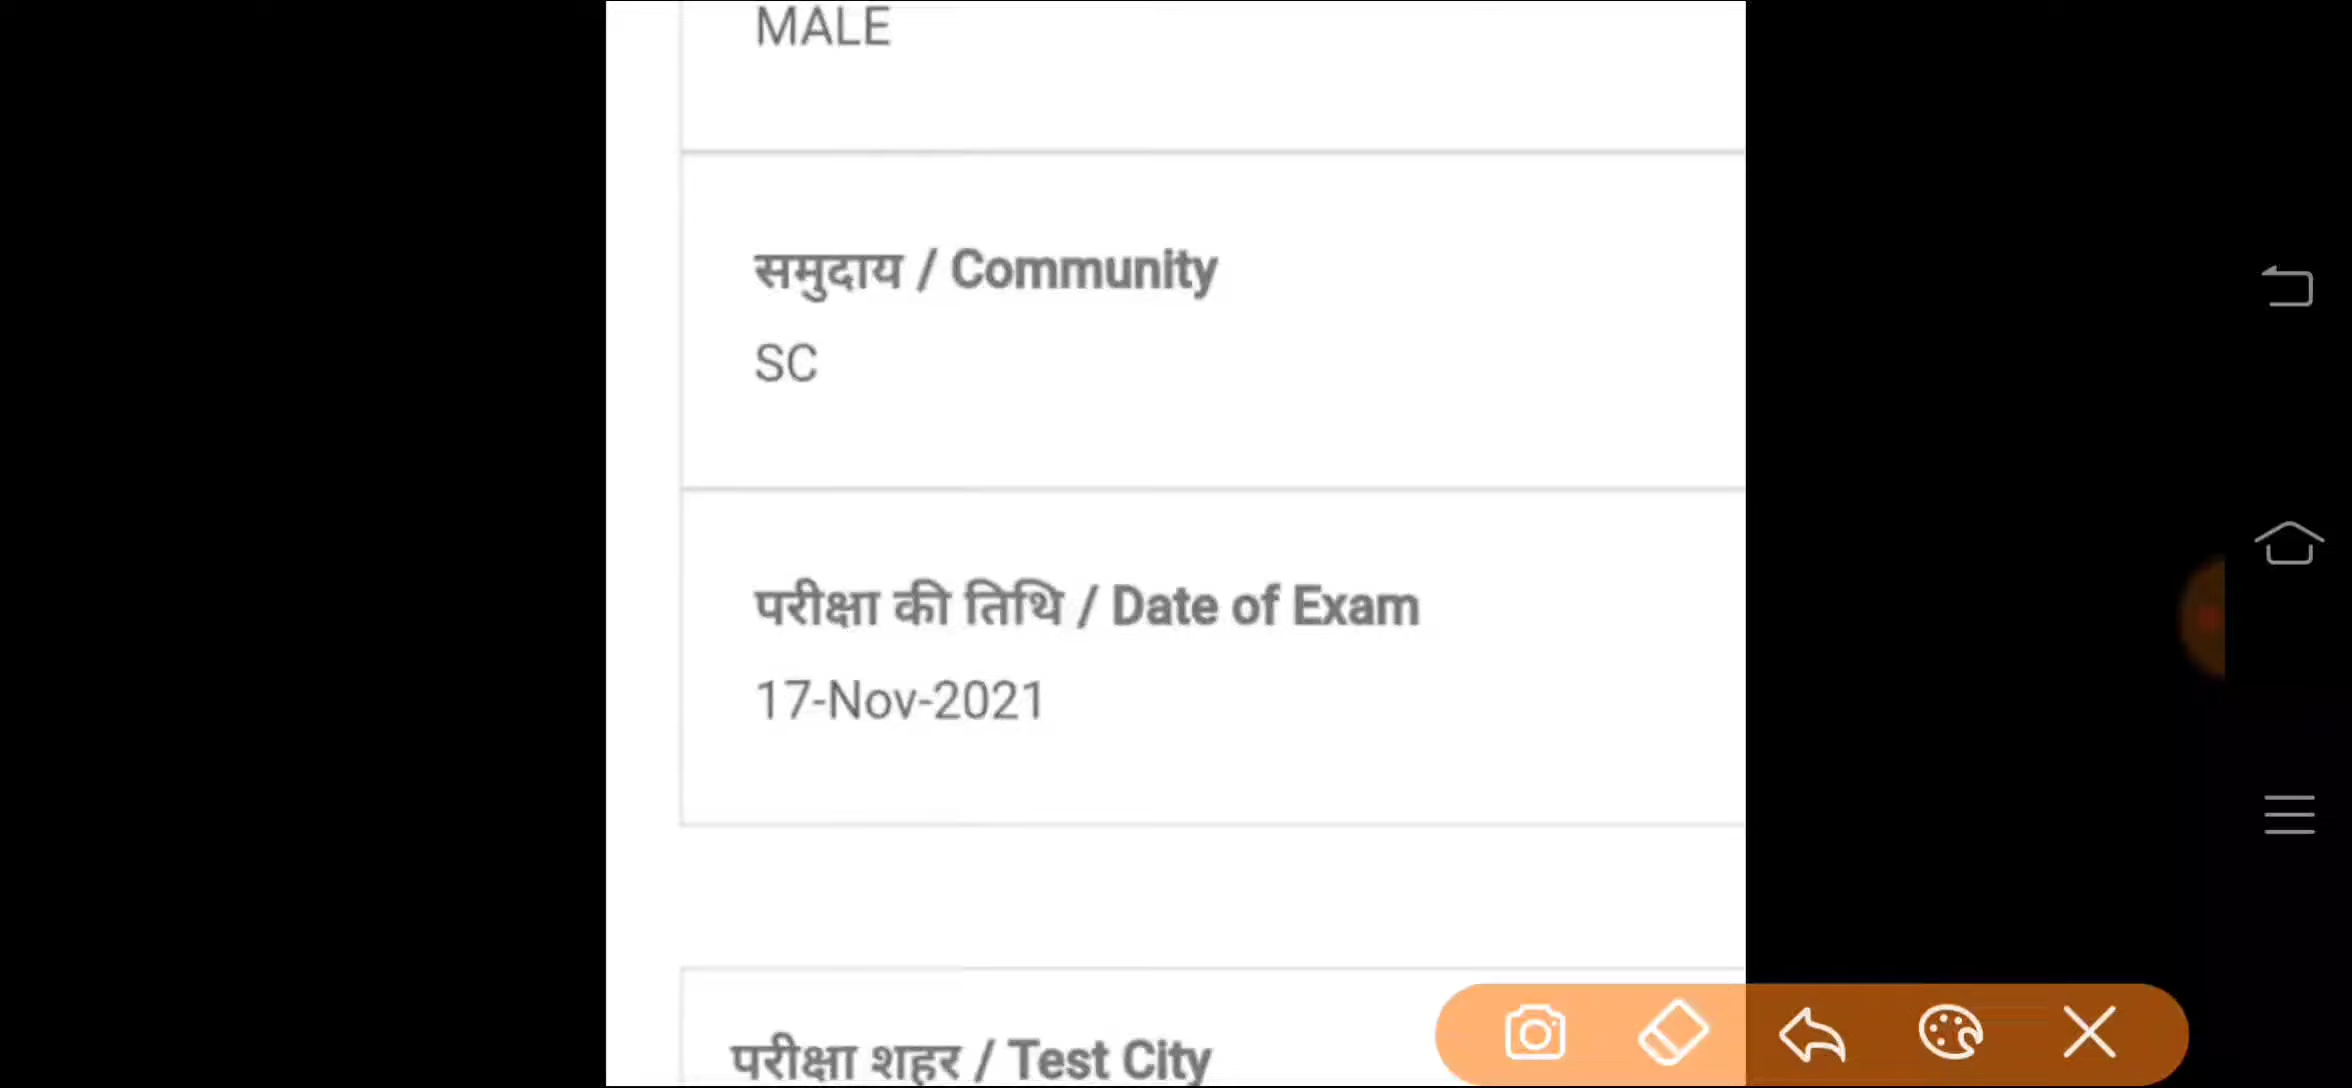 MALE
समुदाय / Community
SC
परीक्षा की तिथि / Date of Exam
17-Nov-2021
परीक्षा शहर / Test City